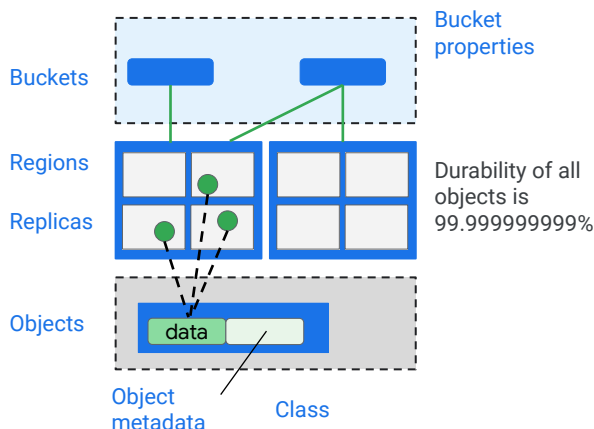 Bucket
properties
Buckets
Regions
Replicas
Durability of all
objects is
99.999999999%
Objects
data
Object
metadata
Class